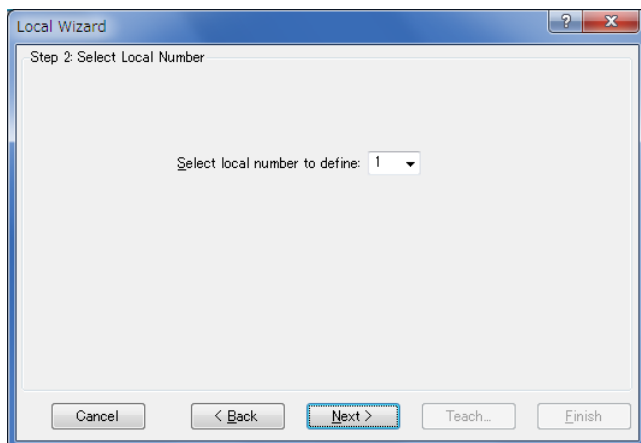 Local Wizard
?
X
Step 2: Select Local Number
Select local number to define: 1
Cancel < Back Next > Teach... Finish